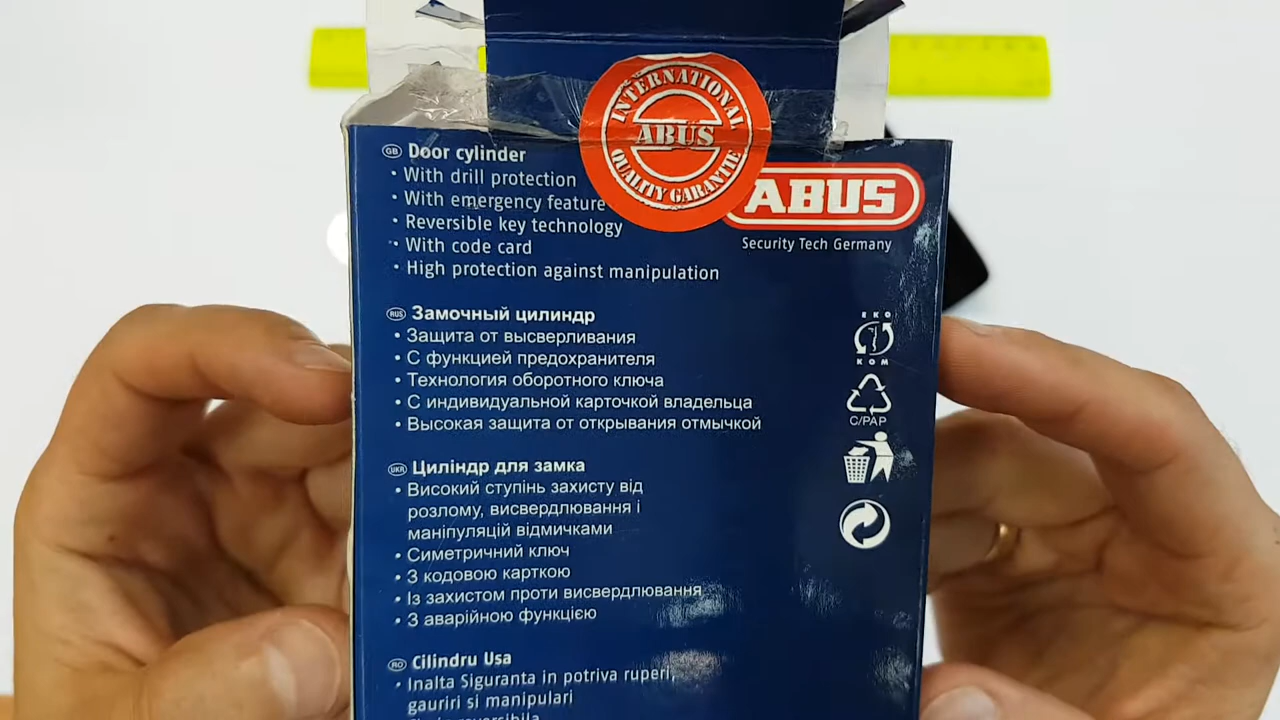 INTERNATIONAL
ABUS
QUALITY GARANTIE
GB Door cylinder
• With drill protection
• With emergency feature
• Reversible key technology
• With code card
• High protection against manipulation
ABUS
Security Tech Germany
RUS Замочный цилиндр
• Защита от высверливания
• С функцией предохранителя
• Технология оборотного ключа
• С индивидуальной карточкой владельца
• Высокая защита от открывания отмычкой
EKO
KOM
C/PAP
UKR Циліндр для замка
• Високий ступінь захисту від
розлому, висвердлювання і
маніпуляцій відмичками
• Симетричний ключ
• З кодовою карткою
• Із захистом проти висвердлювання
• З аварійною функцією
RO Cilindru Usa
• Inalta Siguranta in potriva ruperi,
gauriri si manipulari